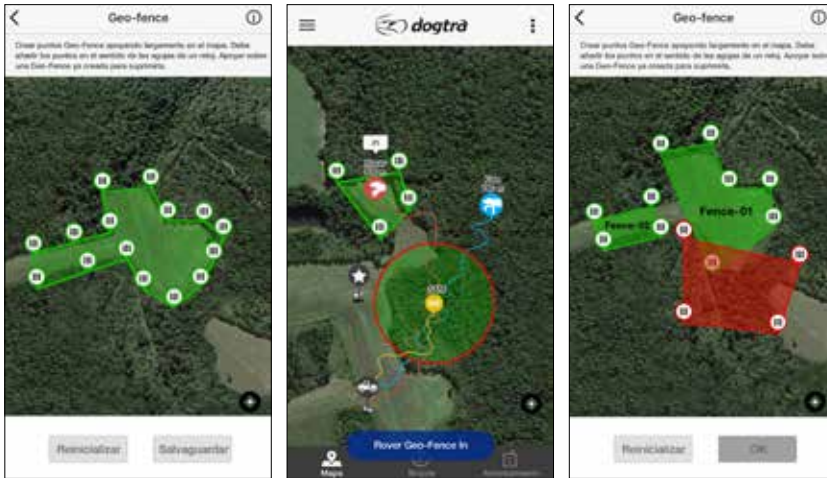 Geo-fence
Crear puntos Geo-Fence apoyando largamente en el mapa. Debe
añadir los puntos en el sentido de las agujas de un reloj. Apoyar sobre
una Geo-Fence ya creada para suprimirla.
Reinicializar
Salvaguardar
dogtra
Rover Geo-Fence In
Mapa
Geo-fence
Crear puntos Geo-Fence apoyando largamente en el mapa. Debe
añadir los puntos en el sentido de las agujas de un reloj. Apoyar sobre
una Geo-Fence ya creada para suprimirla.
Fence-01
Fence-02
Reinicializar
OK